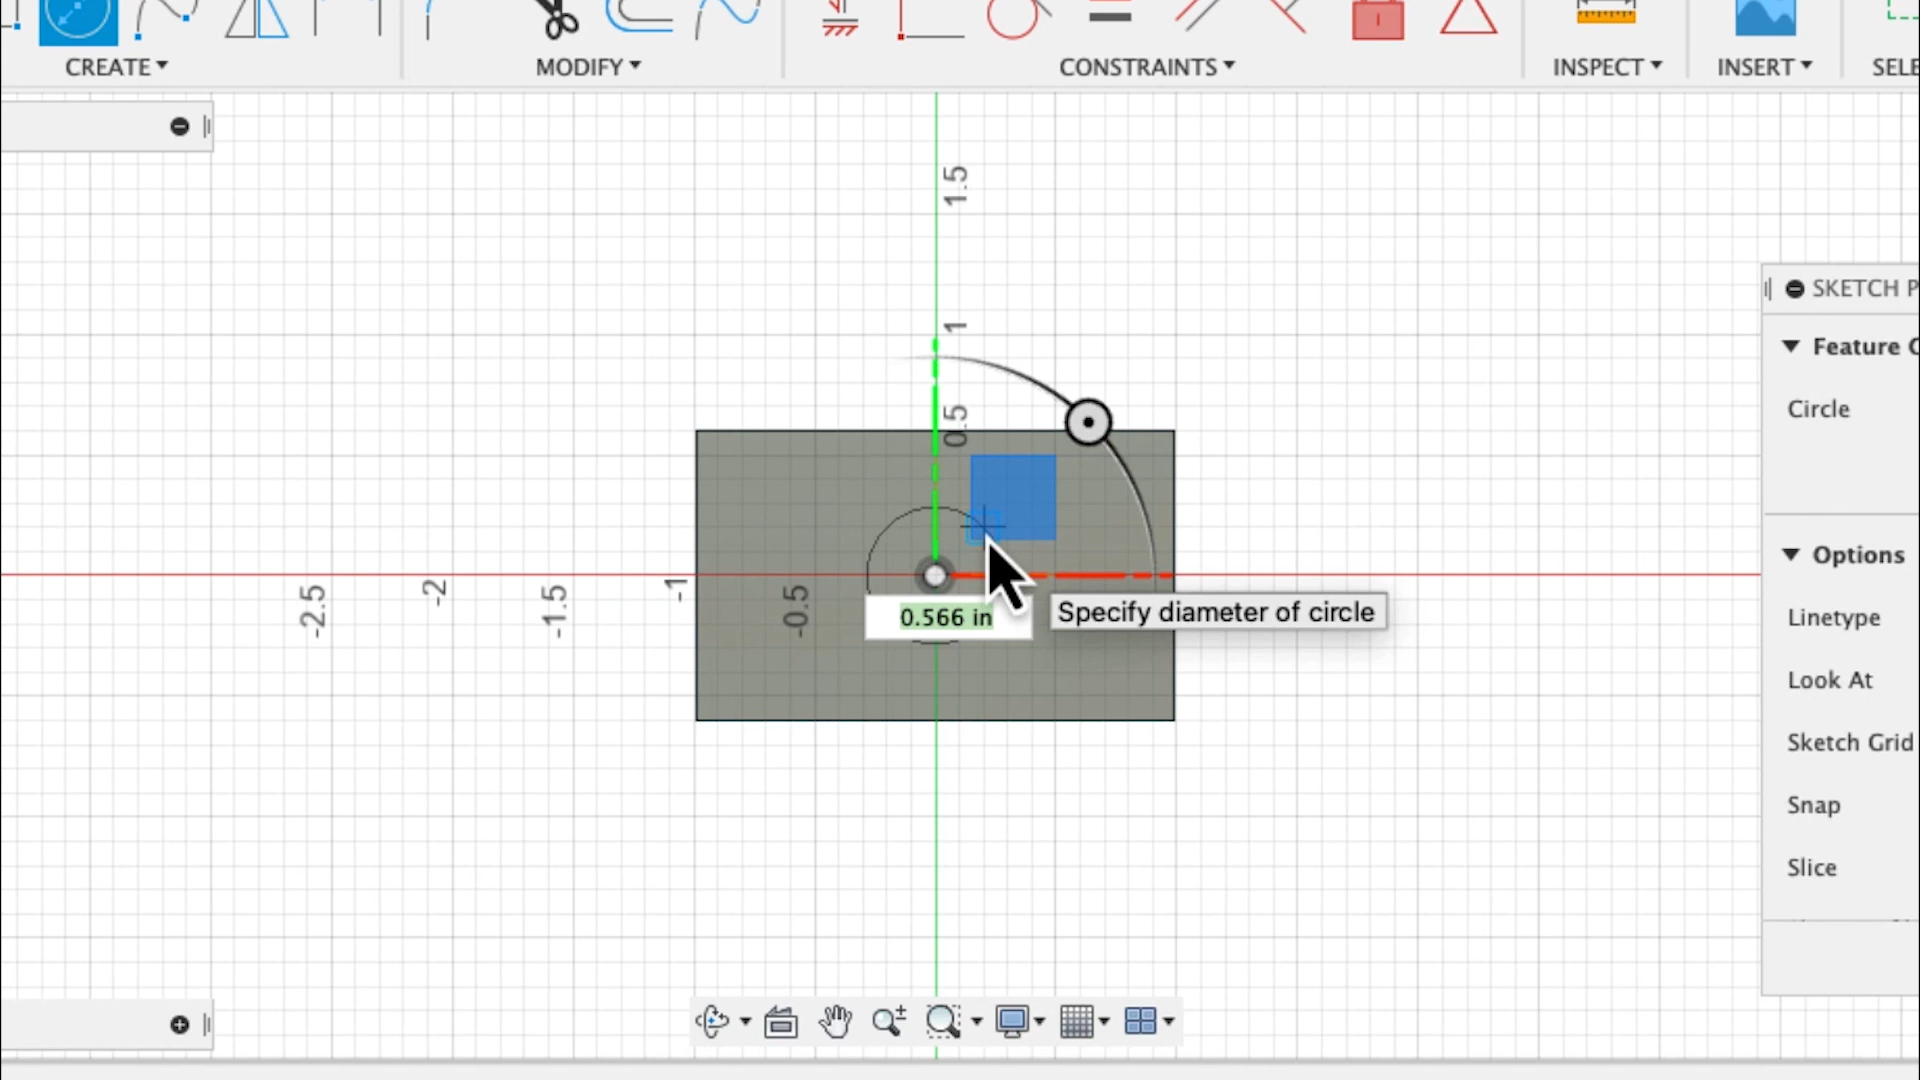 CREATE
MODIFY
CONSTRAINTS
INSPECT
INSERT
SELE
1.5
SKETCH P
1
Feature C
Circle
0.5
Options
-2.5
-2
-1.5
-1
-0.5
0.566 in
Specify diameter of circle
Linetype
Look At
Sketch Grid
Snap
Slice